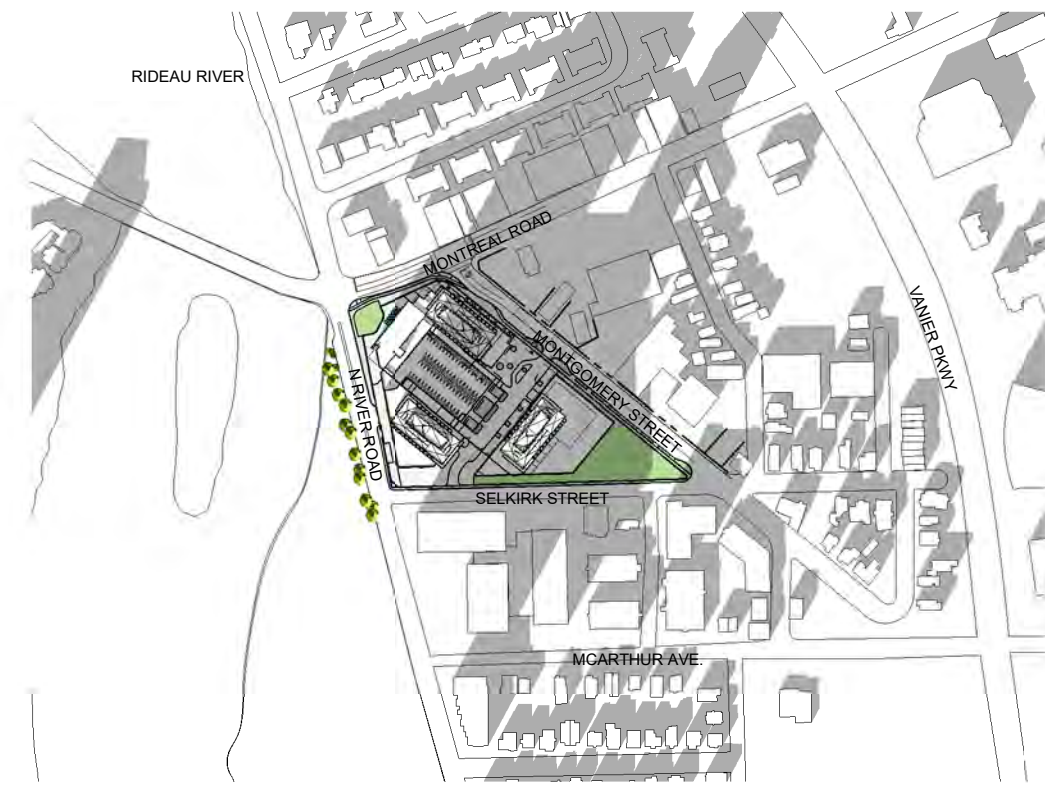 RIDEAU RIVER
MONTREAL ROAD
VANIER PKWY
MONTGOMERY STREET
N RIVER ROAD
SELKIRK STREET
MCARTHUR AVE.